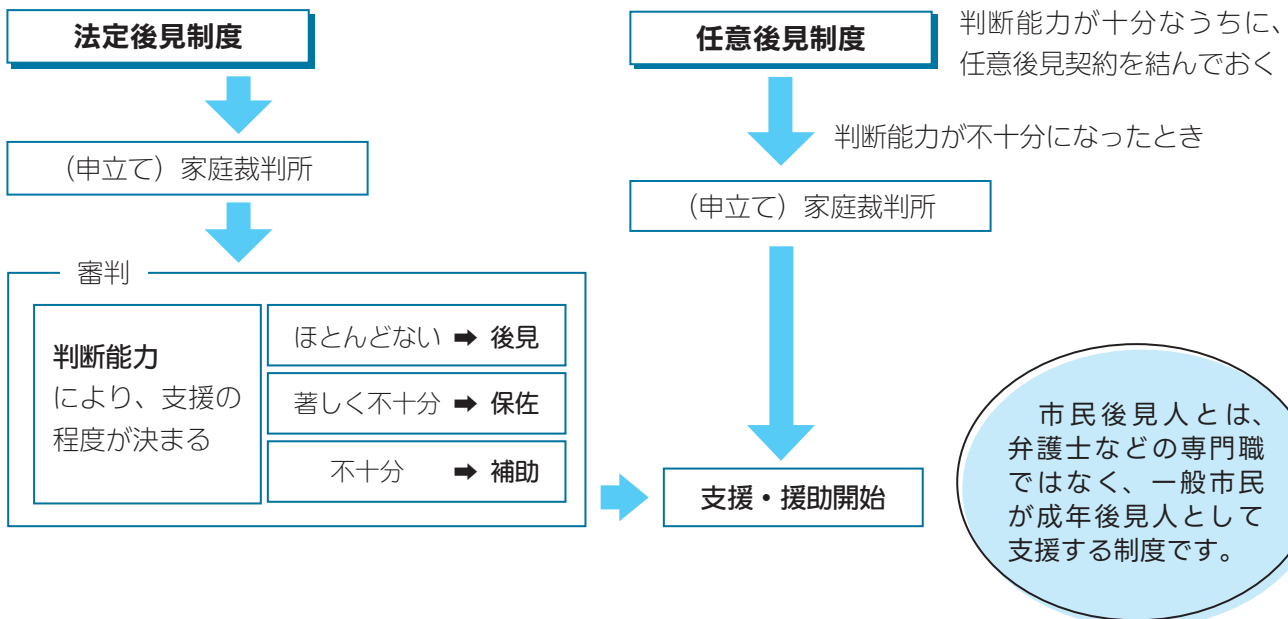 法定後見制度
(申立て)家庭裁判所
審判
判断能力
により、支援の
程度が決まる
ほとんどない ➡ 後見
著しく不十分 ➡ 保佐
不十分 ➡ 補助
任意後見制度
判断能力が十分なうちに、
任意後見契約を結んでおく
判断能力が不十分になったとき
(申立て)家庭裁判所
支援・援助開始
市民後見人とは、
弁護士などの専門職
ではなく、一般市民
が成年後見人として
支援する制度です。